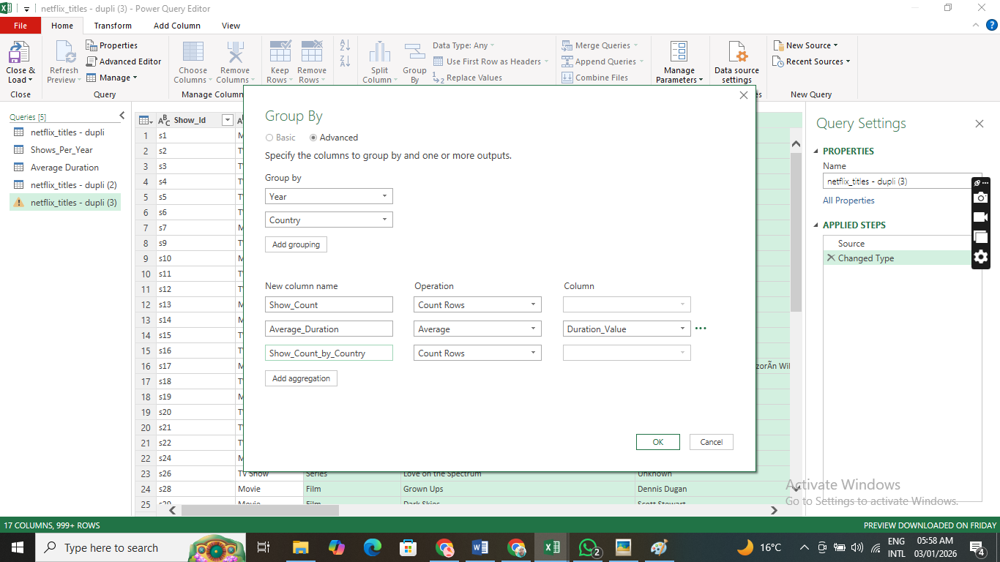 netflix_titles - dupli (3) - Power Query Editor
File Home Transform Add Column View
Close & Load
Close
Refresh Preview
Properties
Advanced Editor
Manage
Query
Choose Columns
Remove Columns
Manage Column
Keep Rows
Remove Rows
Split Column
Group By
Data Type: Any
Use First Row as Headers
Replace Values
Merge Queries
Append Queries
Combine Files
Manage Parameters
Data source settings
New Source
Recent Sources
New Query
Queries [5]
netflix_titles - dupli
Shows_Per_Year
Average Duration
netflix_titles - dupli (2)
netflix_titles - dupli (3)
Show_Id
1 s1
2 s2
3 s3
4 s4
5 s5
6 s6
7 s7
8 s9
9 s10
10 s11
11 s12
12 s13
13 s14
14 s15
15 s16
16 s17 zorÃn Wil
17 s18
18 s19
19 s20
20 s21
21 s22
22 s24
23 s26 TV Show Series Love on the Spectrum Unknown
24 s28 Movie Film Grown Ups Dennis Dugan
25 s29 Movie Film Dark Skies Scott Stewart
Group By
Basic Advanced
Specify the columns to group by and one or more outputs.
Group by
Year
Country
Add grouping
New column name Operation Column
Show_Count Count Rows
Average_Duration Average Duration_Value
Show_Count_by_Country Count Rows
Add aggregation
OK Cancel
Query Settings
PROPERTIES
Name
netflix_titles - dupli (3)
All Properties
APPLIED STEPS
Source
Changed Type
Activate Windows
Go to Settings to activate Windows.
17 COLUMNS, 999+ ROWS
PREVIEW DOWNLOADED ON FRIDAY
Type here to search
2
16°C
ENG
INTL
05:58 AM
03/01/2026
4